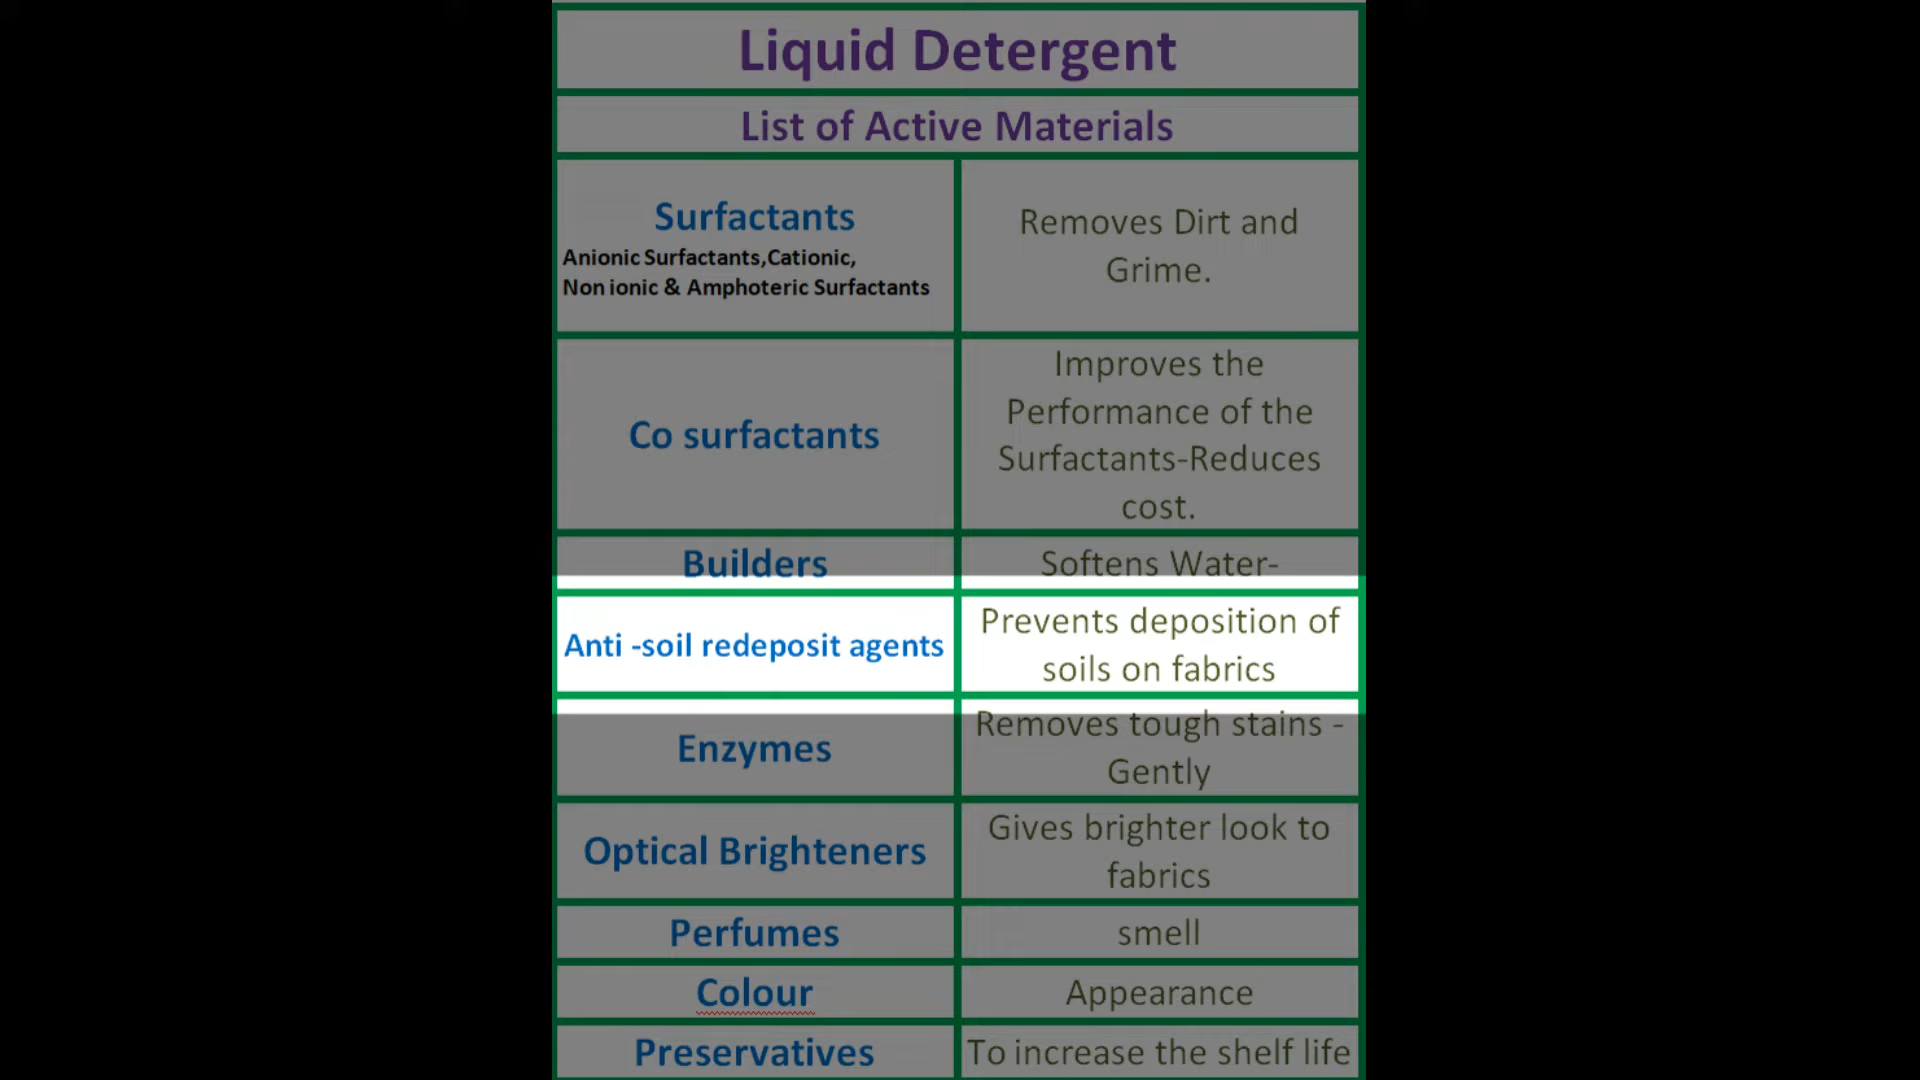 Liquid Detergent
List of Active Materials
Surfactants
Anionic Surfactants,Cationic,
Non ionic & Amphoteric Surfactants
Removes Dirt and
Grime.
Co surfactants
Improves the
Performance of the
Surfactants-Reduces
cost.
Builders
Softens Water-
Anti -soil redeposit agents
Prevents deposition of
soils on fabrics
Enzymes
Removes tough stains -
Gently
Optical Brighteners
Gives brighter look to
fabrics
Perfumes
smell
Colour
Appearance
Preservatives
To increase the shelf life